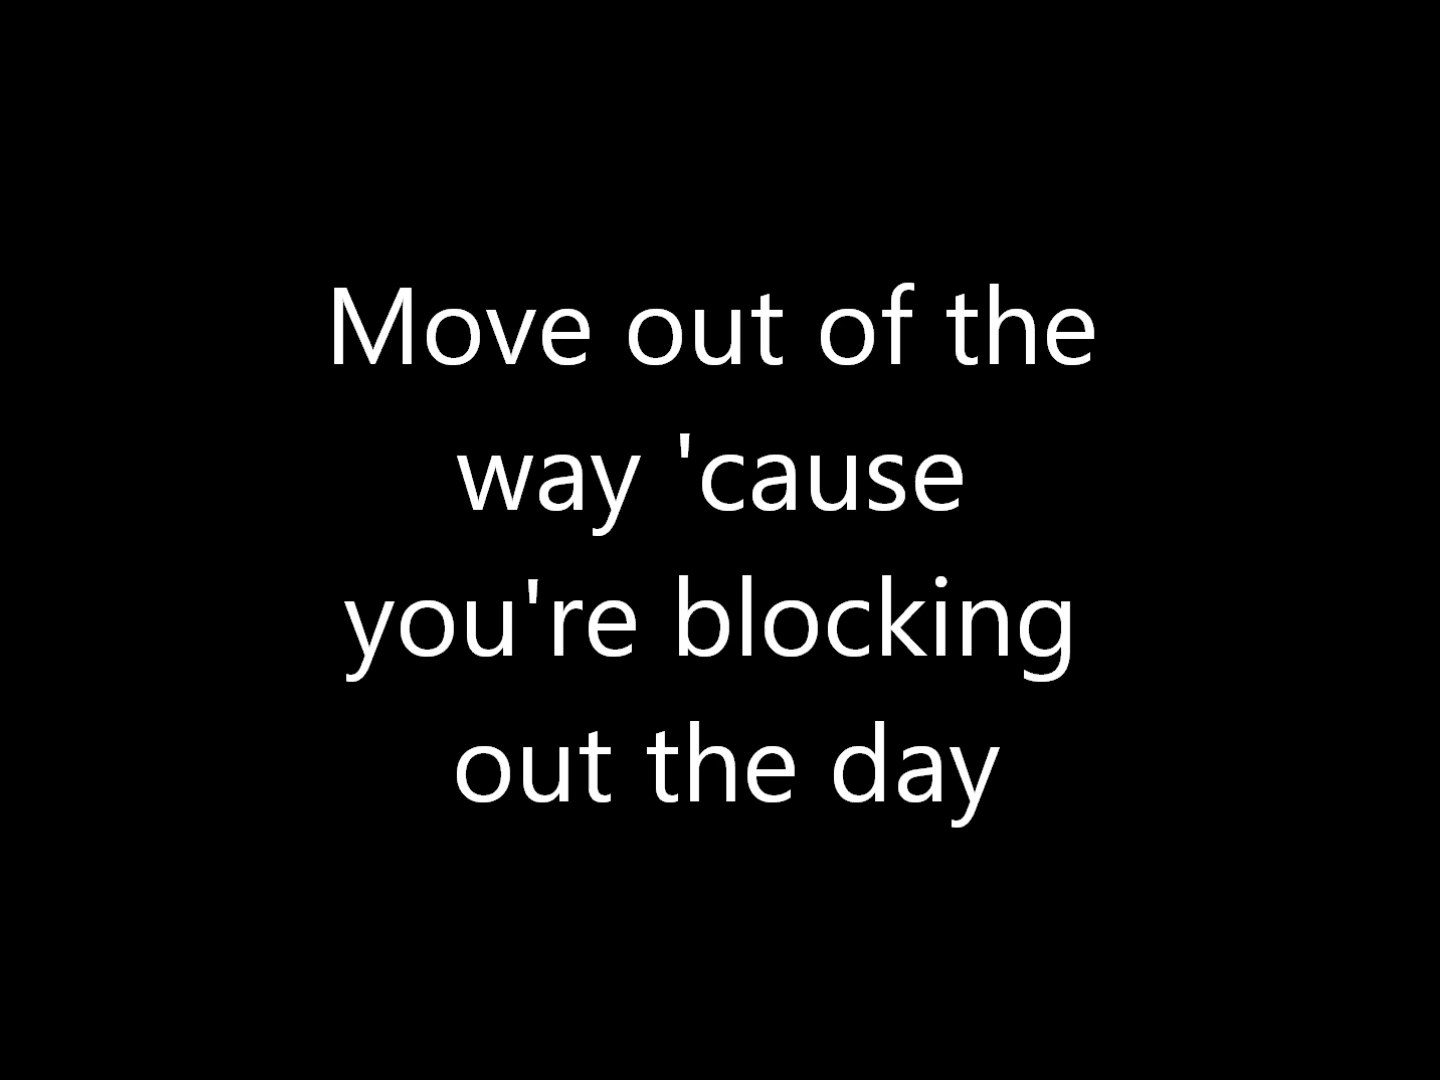 Move out of the
way 'cause
you're blocking
out the day